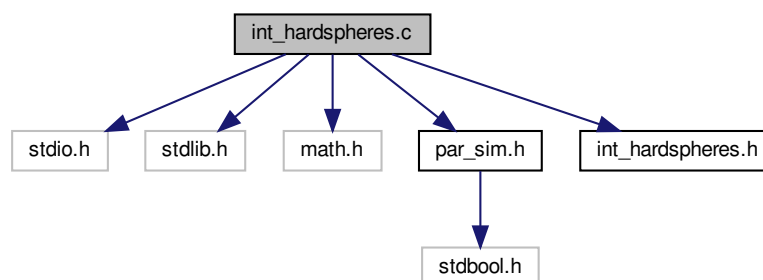 int_hardspheres.c
stdio.h
stdlib.h
math.h
par_sim.h
int_hardspheres.h
stdbool.h